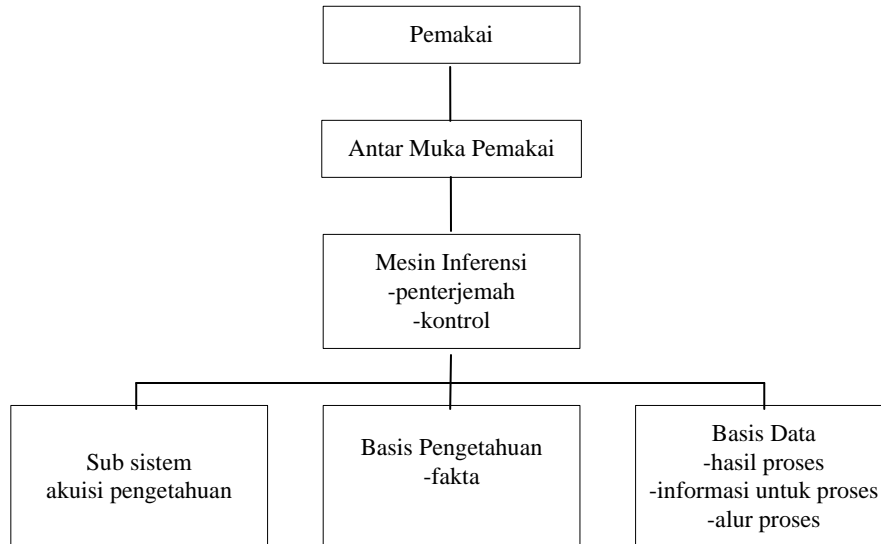 Pemakai
Antar Muka Pemakai
Mesin Inferensi
-penterjemah
-kontrol
Sub sistem
akuisi pengetahuan
Basis Pengetahuan
-fakta
Basis Data
-hasil proses
-informasi untuk proses
-alur proses